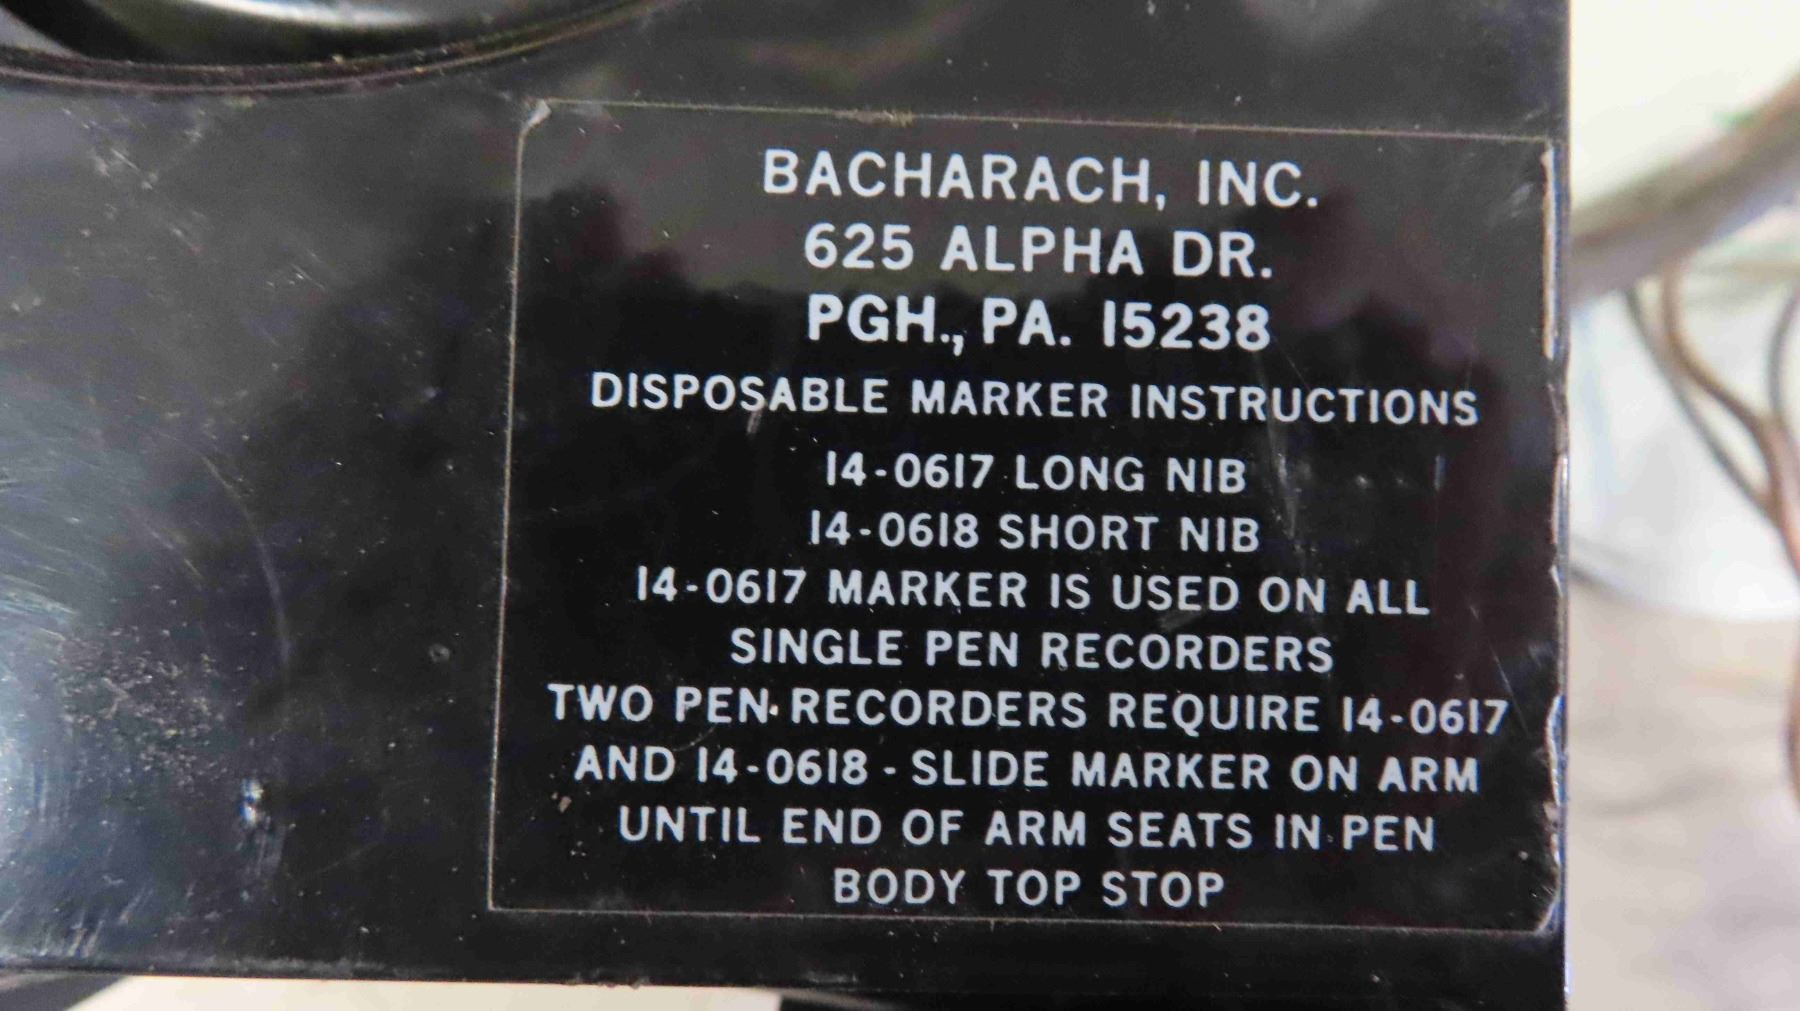 BACHARACH, INC.
625 ALPHA DR.
PGH., PA. 15238
DISPOSABLE MARKER INSTRUCTIONS
14-0617 LONG NIB
14-0618 SHORT NIB
14-0617 MARKER IS USED ON ALL
SINGLE PEN RECORDERS
TWO PEN RECORDERS REQUIRE 14-0617
AND 14-0618 - SLIDE MARKER ON ARM
UNTIL END OF ARM SEATS IN PEN
BODY TOP STOP